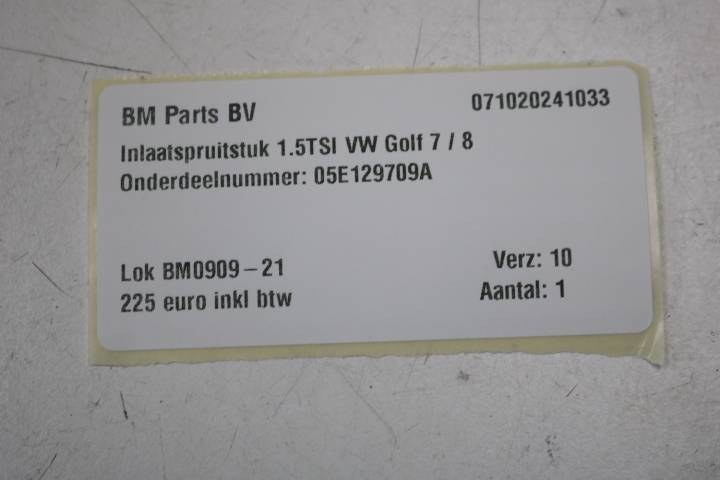 BM Parts BV 071020241033
Inlaatspruitstuk 1.5TSI VW Golf 7 / 8
Onderdeelnummer: 05E129709A
Lok BM0909-21 Verz: 10
225 euro inkl btw Aantal: 1